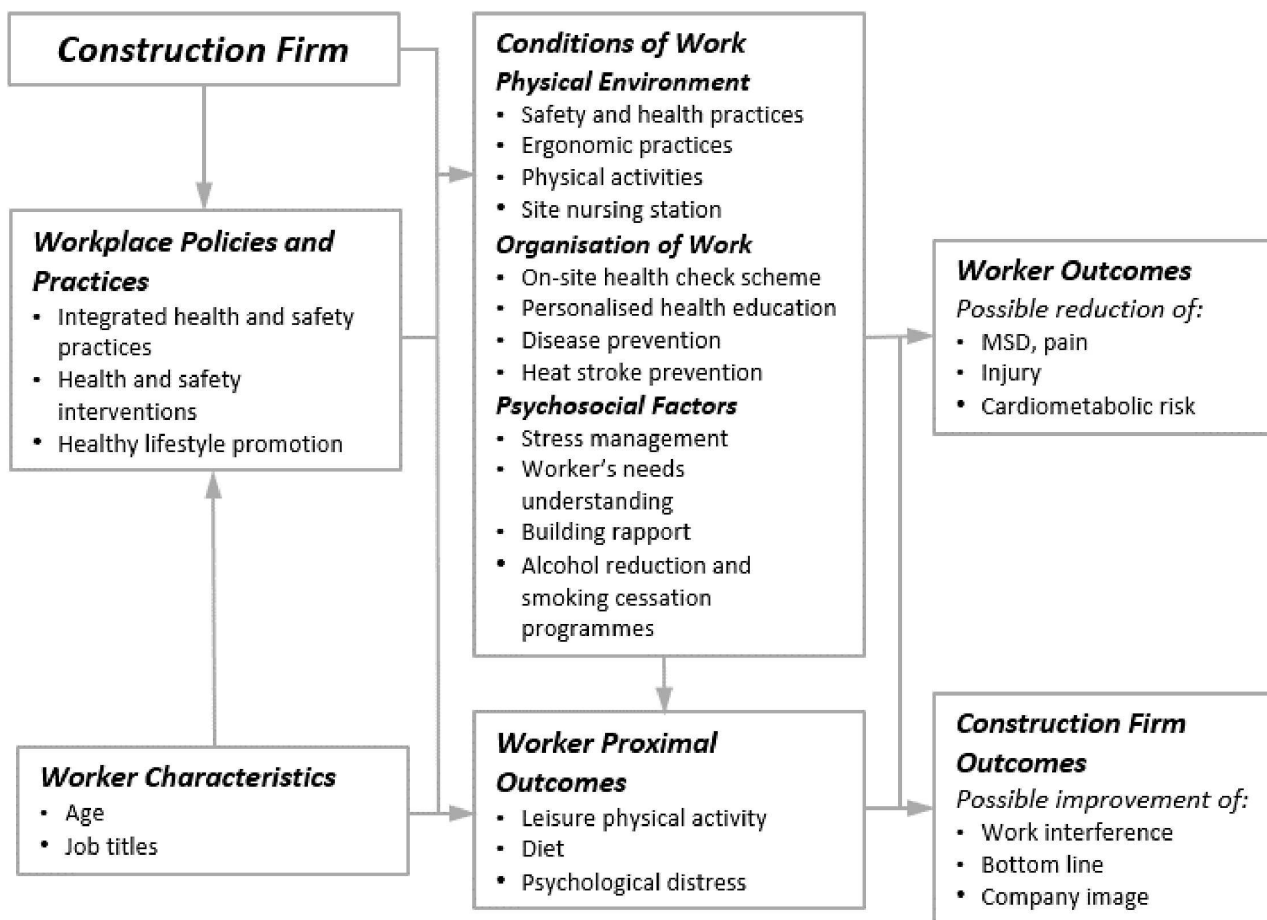 Construction Firm
Workplace Policies and
Practices
• Integrated health and safety
practices
• Health and safety
interventions
• Healthy lifestyle promotion
Worker Characteristics
• Age
• Job titles
Conditions of Work
Physical Environment
• Safety and health practices
• Ergonomic practices
• Physical activities
• Site nursing station
Organisation of Work
• On-site health check scheme
• Personalised health education
• Disease prevention
• Heat stroke prevention
Psychosocial Factors
• Stress management
• Worker's needs
understanding
• Building rapport
• Alcohol reduction and
smoking cessation
programmes
Worker Proximal
Outcomes
• Leisure physical activity
• Diet
• Psychological distress
Worker Outcomes
Possible reduction of:
• MSD, pain
• Injury
• Cardiometabolic risk
Construction Firm
Outcomes
Possible improvement of:
• Work interference
• Bottom line
• Company image